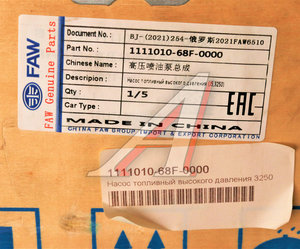 Document No.: BJ-(2021)254-俄罗斯2021FAW6510
Part No.: 1111010-68F-0000
Chinese Name: 高压喷油泵总成
Descripion: Насос топливный высокого давления (3250)
Qty: 1/5
Car Type:
FAW
FAW Genuine Parts
EAC
MADE IN CHINA
CHINA FAW GROUP IMPORT & EXPORT CORPORATION
1111010-68F-0000
Насос топливный высокого давления 3250